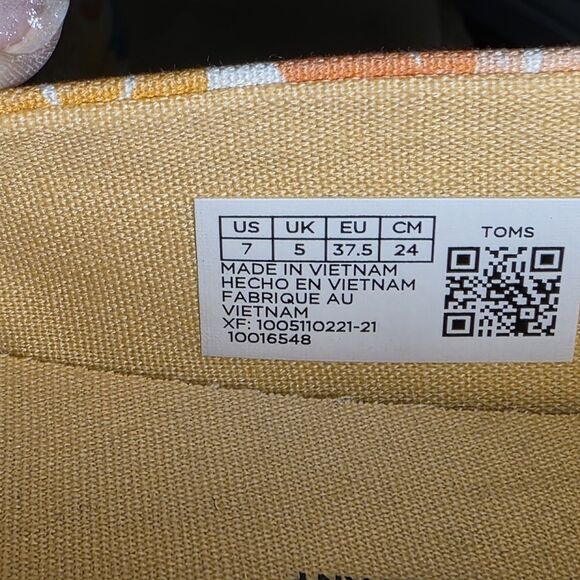 US UK EU CM
7 5 37.5 24
MADE IN VIETNAM
HECHO EN VIETNAM
FABRIQUE AU
VIETNAM
XF: 1005110221-21
10016548
TOMS